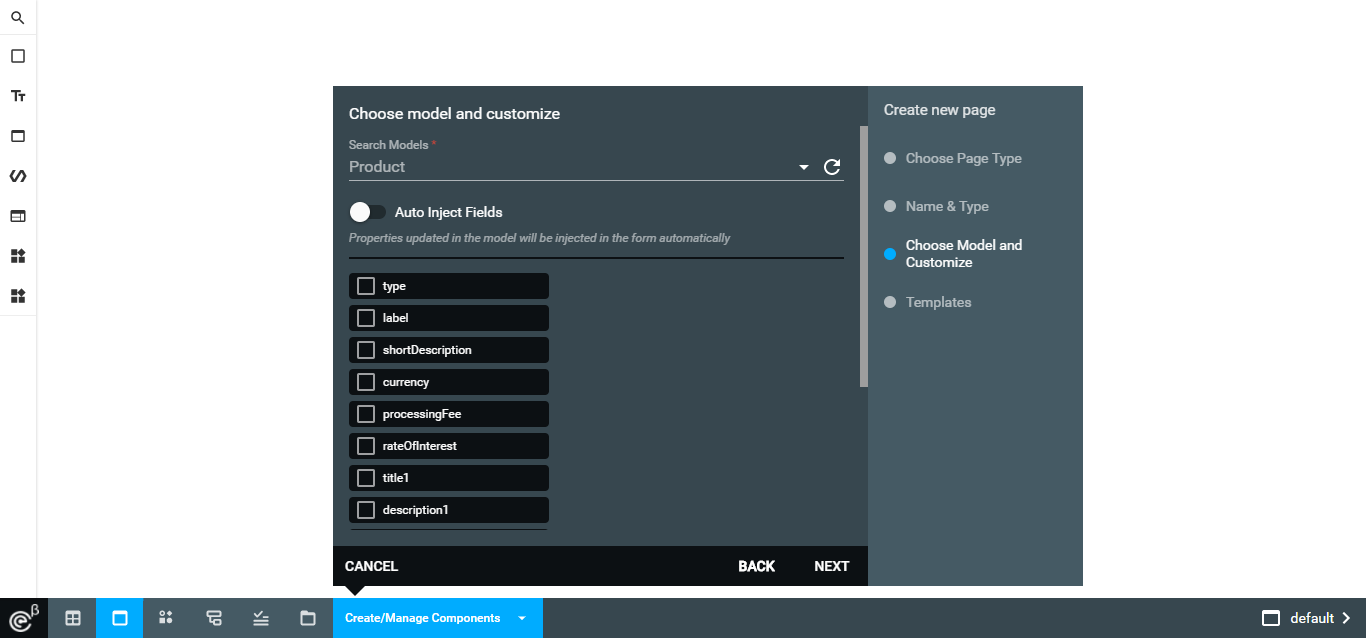 Choose model and customize
Search Models *
Product
Auto Inject Fields
Properties updated in the model will be injected in the form automatically
type
label
shortDescription
currency
processingFee
rateOfInterest
title1
description1
CANCEL
BACK
NEXT
Create new page
Choose Page Type
Name & Type
Choose Model and
Customize
Templates
TT
e β
Create/Manage Components
default